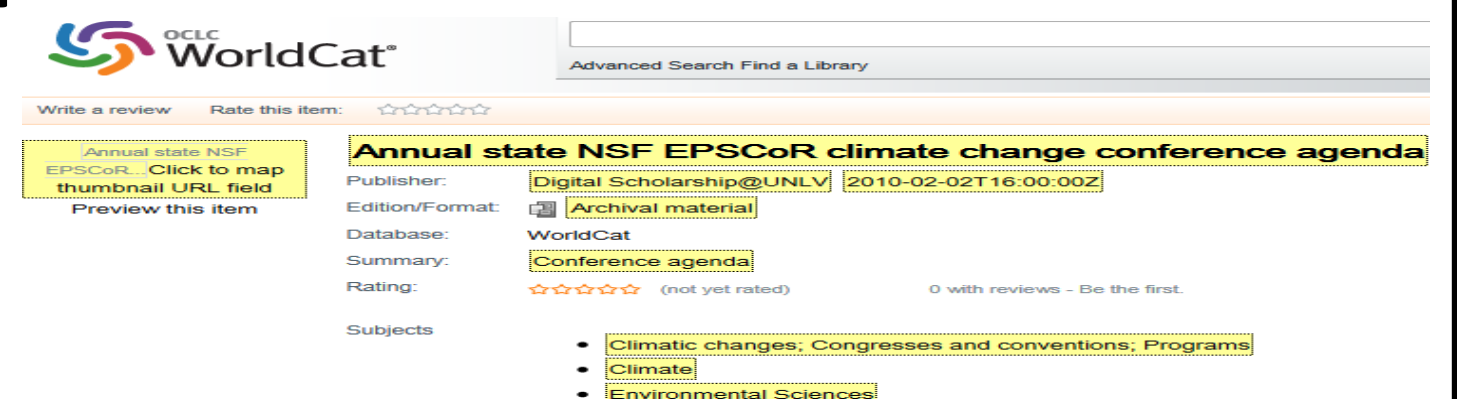 OCLC
WorldCat®
Advanced Search Find a Library
Write a review Rate this item:
Annual state NSF
EPSCoR... Click to map
thumbnail URL field
Preview this item
Annual state NSF EPSCoR climate change conference agenda
Publisher: Digital Scholarship@UNLV 2010-02-02T16:00:00Z
Edition/Format: Archival material
Database: WorldCat
Summary: Conference agenda
Rating: (not yet rated) 0 with reviews - Be the first.
Subjects
• Climatic changes; Congresses and conventions; Programs
• Climate
• Environmental Sciences